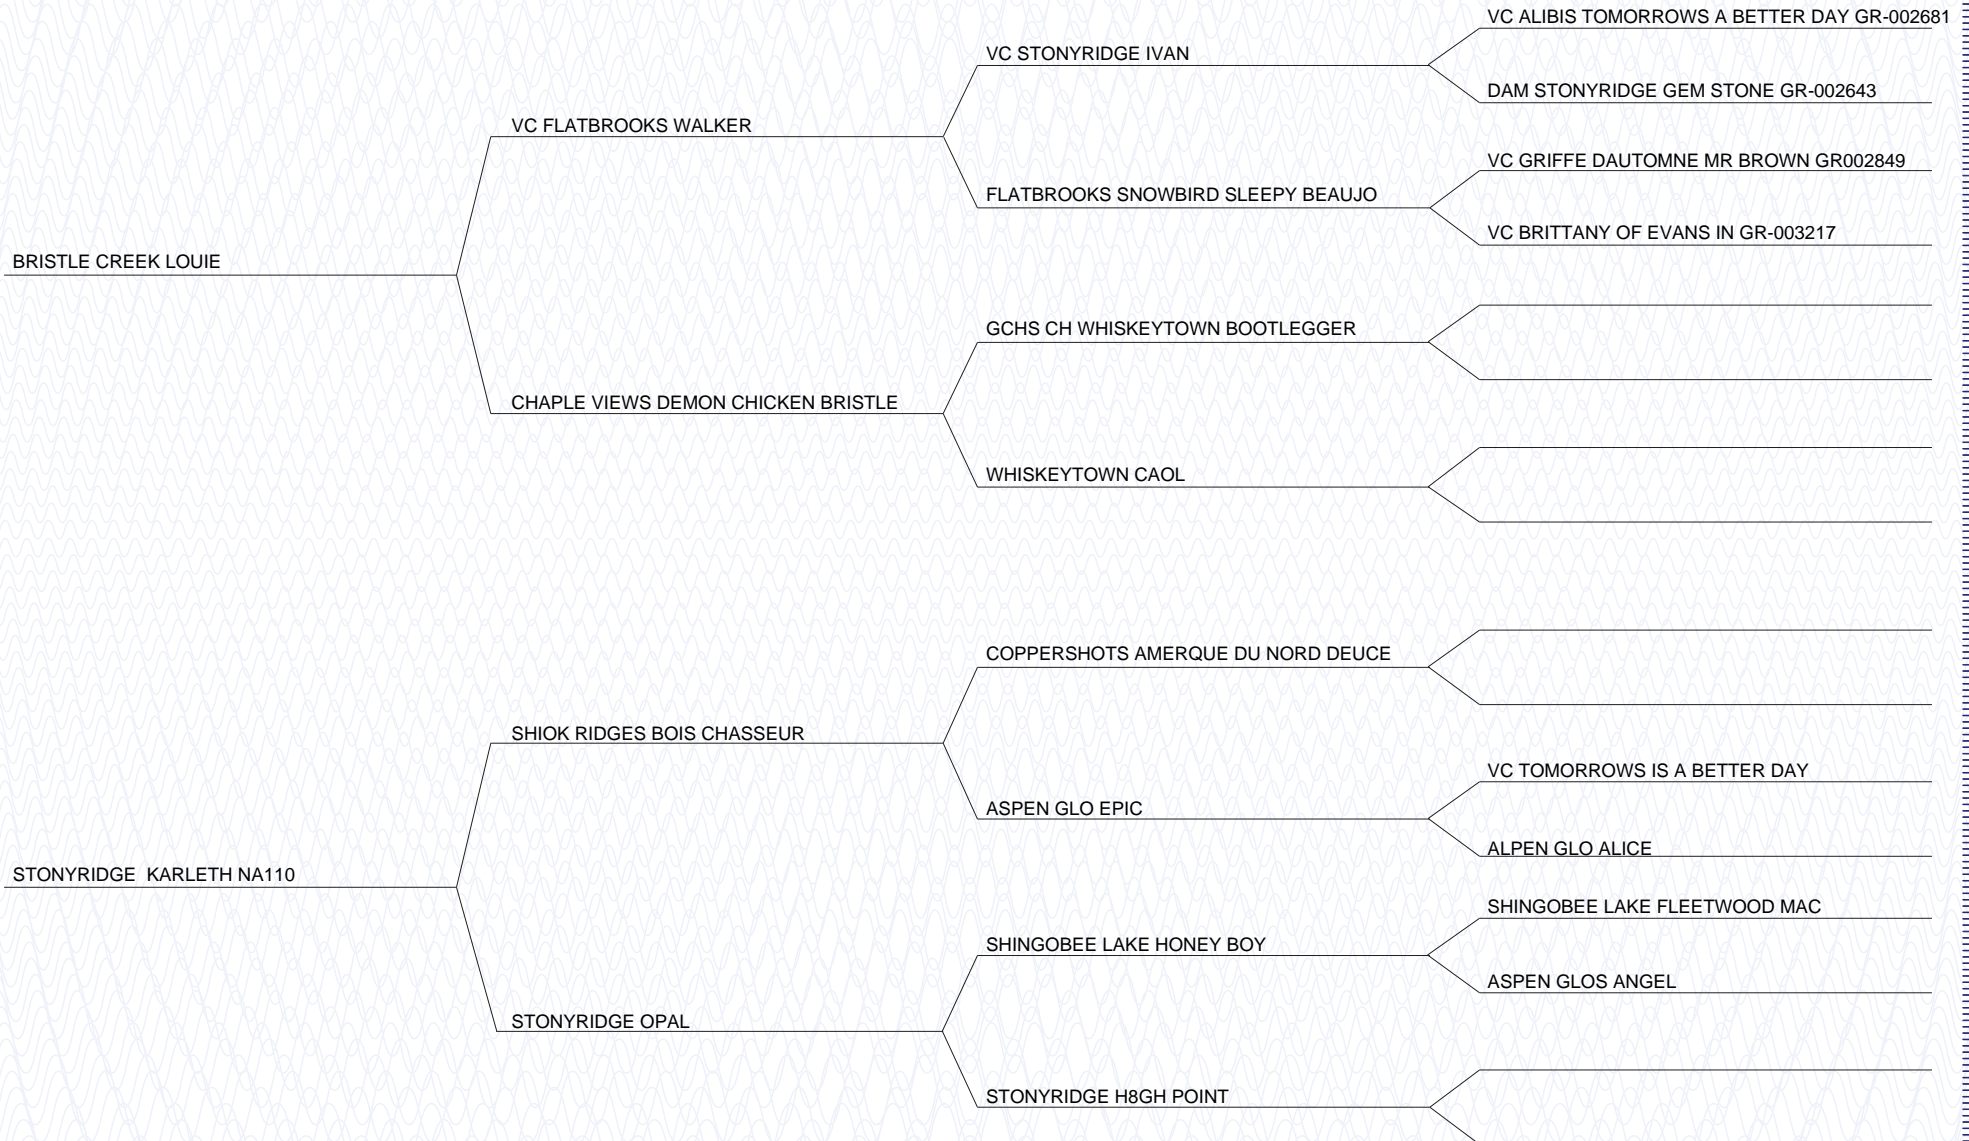 VC ALIBIS TOMORROWS A BETTER DAY GR-002681
VC STONYRIDGE IVAN
DAM STONYRIDGE GEM STONE GR-002643
VC FLATBROOKS WALKER
VC GRIFFE DAUTOMNE MR BROWN GR002849
FLATBROOKS SNOWBIRD SLEEPY BEAUJO
VC BRITTANY OF EVANS IN GR-003217
BRISTLE CREEK LOUIE
GCHS CH WHISKEYTOWN BOOTLEGGER
CHAPLE VIEWS DEMON CHICKEN BRISTLE
WHISKEYTOWN CAOL
COPPERSHOTS AMERQUE DU NORD DEUCE
SHIOK RIDGES BOIS CHASSEUR
VC TOMORROWS IS A BETTER DAY
ASPEN GLO EPIC
ALPEN GLO ALICE
STONYRIDGE  KARLETH NA110
SHINGOBEE LAKE FLEETWOOD MAC
SHINGOBEE LAKE HONEY BOY
ASPEN GLOS ANGEL
STONYRIDGE OPAL
STONYRIDGE H8GH POINT